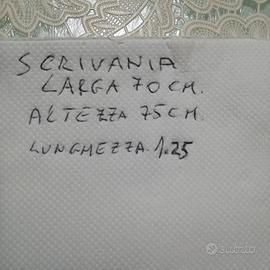 SCRIVANIA
LARGA 70 CM.
ALTEZZA 75 CM.
LUNGHEZZA. 1.25
subito